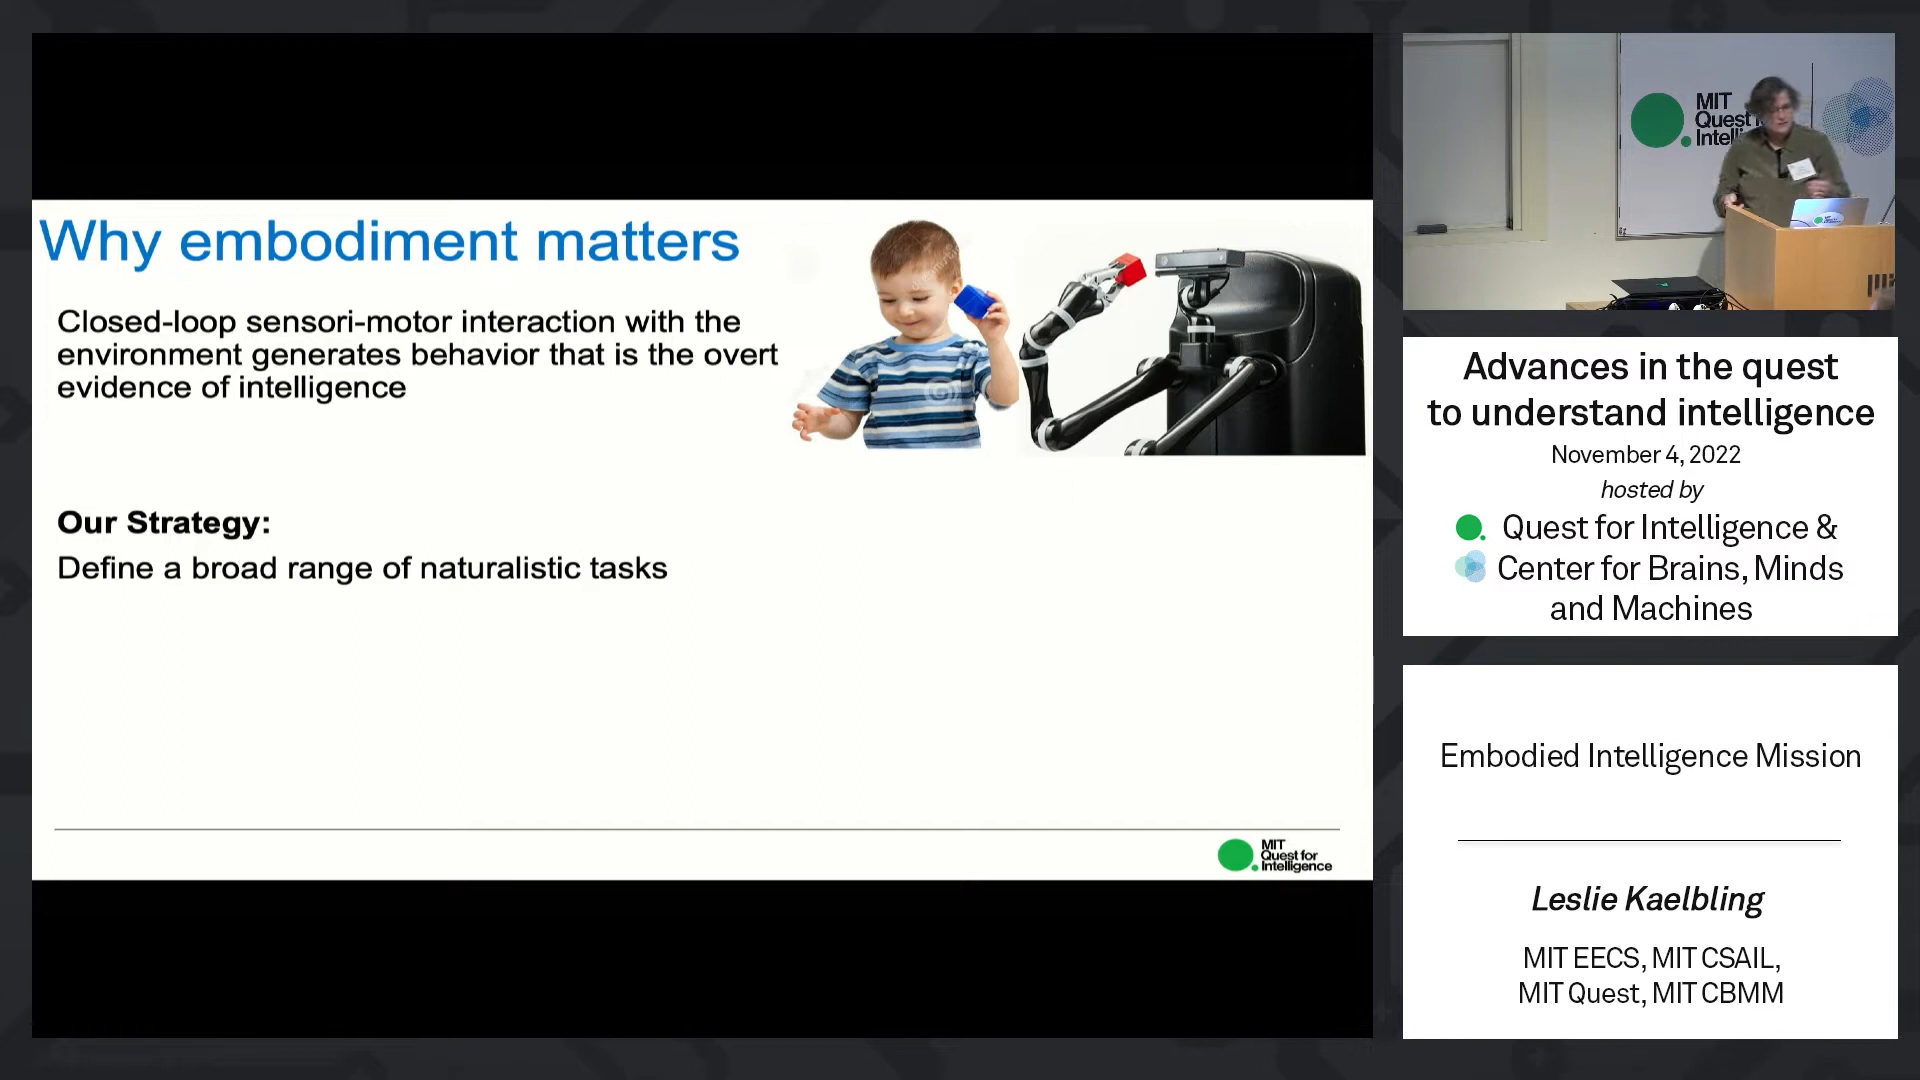 Why embodiment matters
Closed-loop sensori-motor interaction with the
environment generates behavior that is the overt
evidence of intelligence
Our Strategy:
Define a broad range of naturalistic tasks
MIT
Quest for
Intelligence
MIT
Quest
Advances in the quest
to understand intelligence
November 4, 2022
hosted by
Quest for Intelligence &
Center for Brains, Minds
and Machines
Embodied Intelligence Mission
Leslie Kaelbling
MIT EECS, MIT CSAIL,
MIT Quest, MIT CBMM